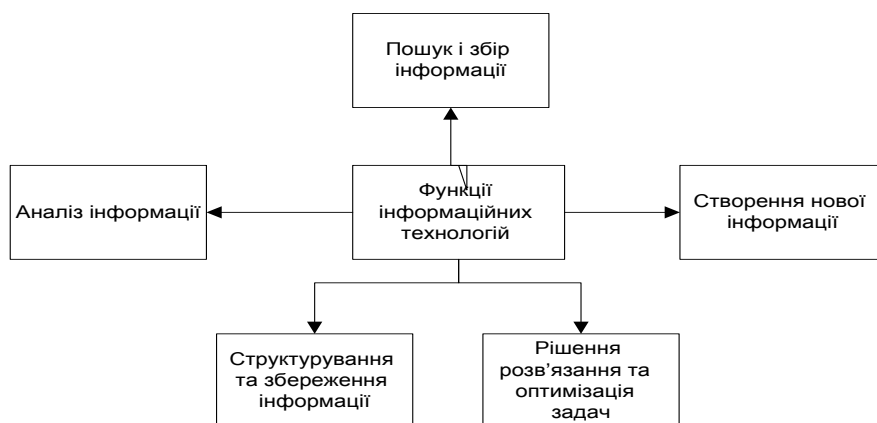 Пошук і збір
інформації
Аналіз інформації
Функції
інформаційних
технологій
Створення нової
інформації
Структурування
та збереження
інформації
Рішення
розв'язання та
оптимізація
задач